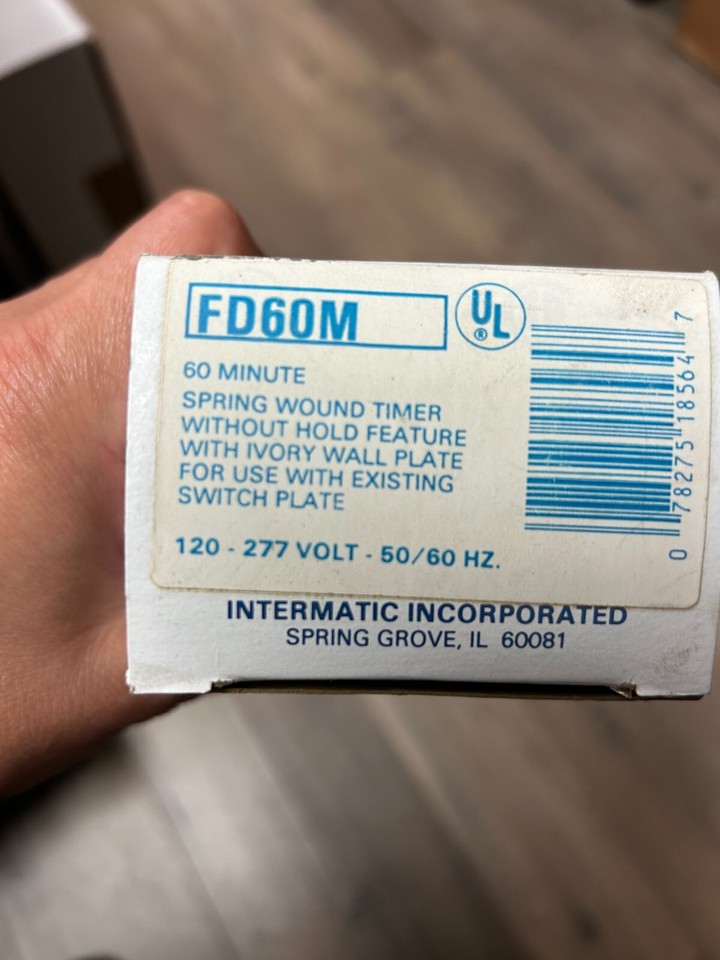 FD60M
UL
®
60 MINUTE
SPRING WOUND TIMER
WITHOUT HOLD FEATURE
WITH IVORY WALL PLATE
FOR USE WITH EXISTING
SWITCH PLATE
120 - 277 VOLT - 50/60 HZ.
0 78275 18564 7
INTERMATIC INCORPORATED
SPRING GROVE, IL 60081